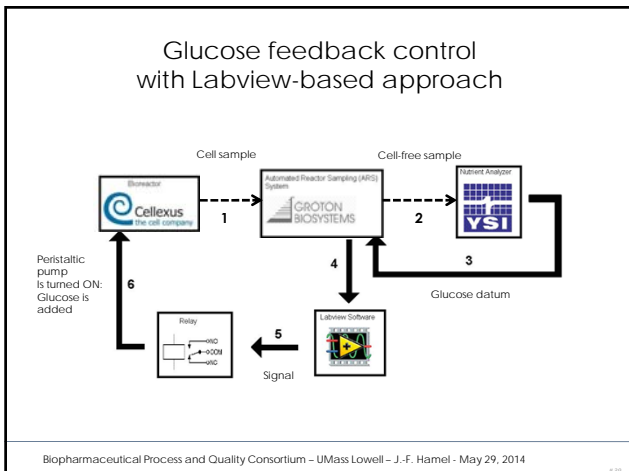 Glucose feedback control
with Labview-based approach
Cell sample
Cell-free sample
Bioreactor
Cellexus
the cell company
1
Automated Reactor Sampling (ARS)
System
GROTON
BIOSYSTEMS
2
Nutrient Analyzer
YSI
3
Glucose datum
4
Labview Software
5
Signal
Relay
NO
COM
NC
6
Peristaltic
pump
Is turned ON:
Glucose is
added
Biopharmaceutical Process and Quality Consortium – UMass Lowell – J.-F. Hamel - May 29, 2014